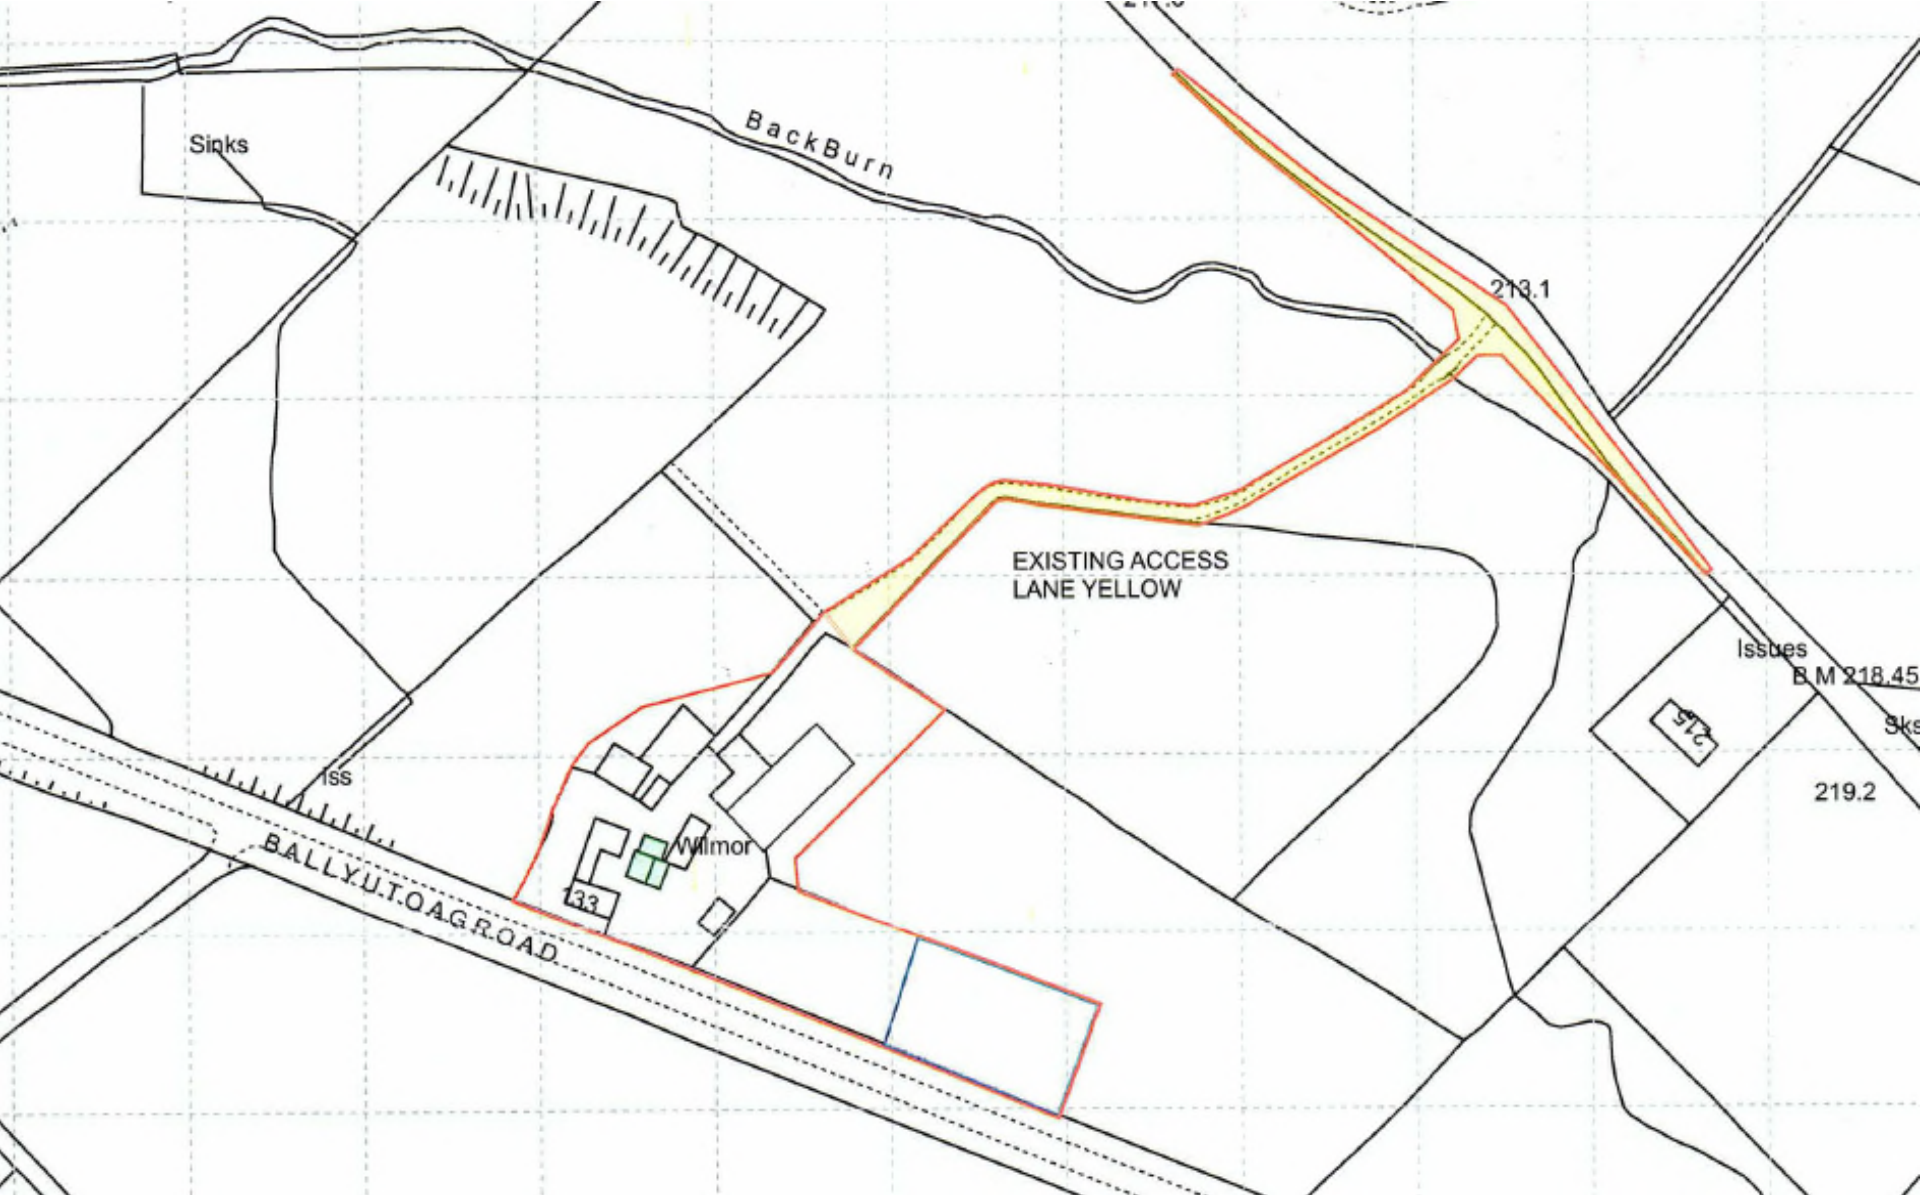 Sinks
BackBurn
213.1
EXISTING ACCESS
LANE YELLOW
Issues
B M 218.45
215
Sks
219.2
Iss
Wilmor
133
BALLYUTOAGROAD